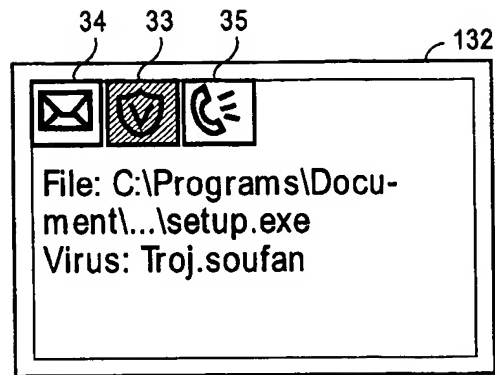 34 33 35
132
V
File: C:\Programs\Docu-
ment\...\setup.exe
Virus: Troj.soufan